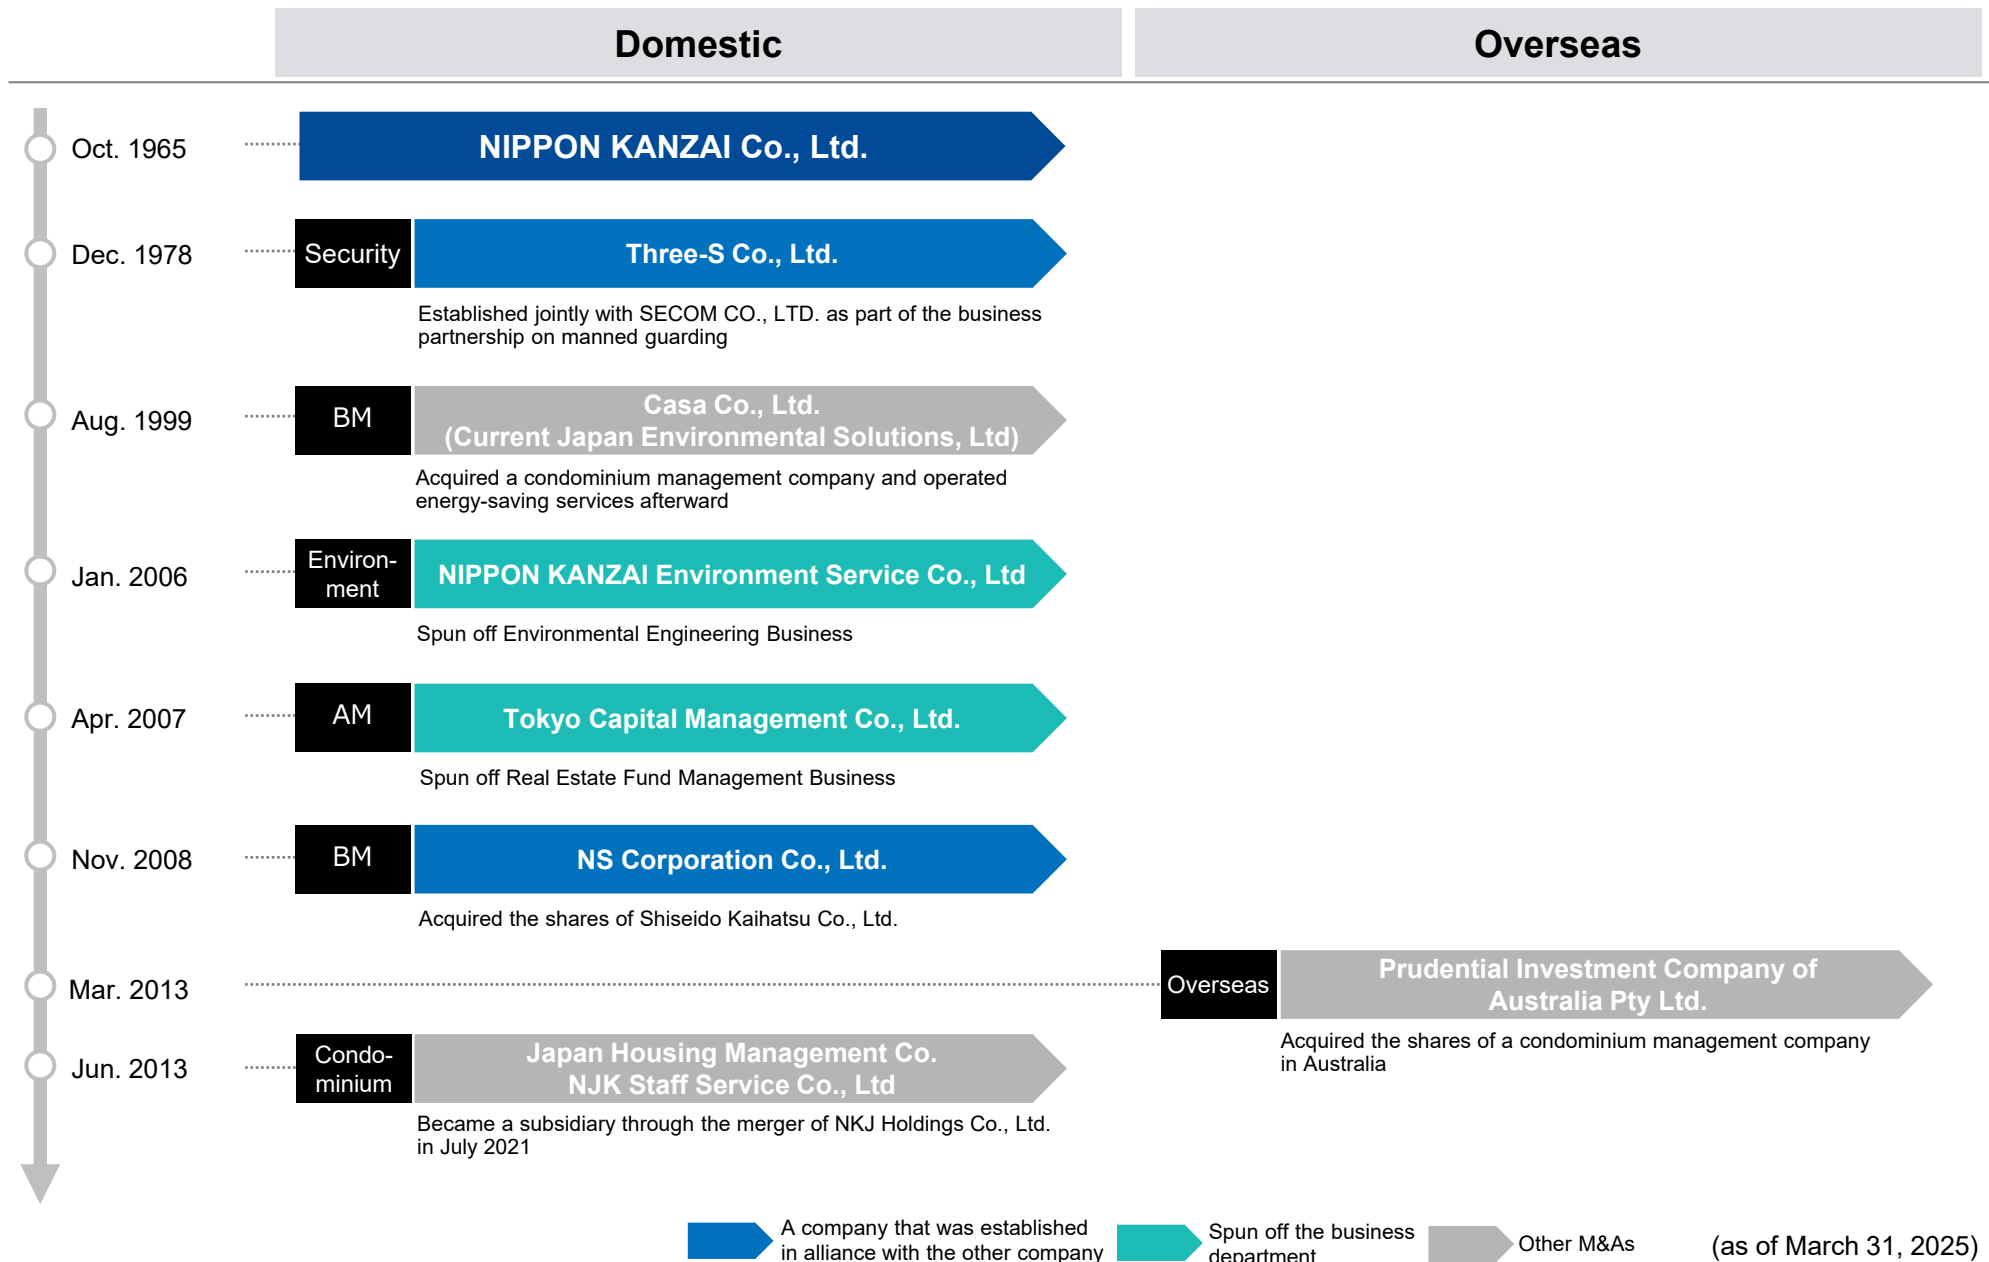 Domestic
Overseas
Oct. 1965
NIPPON KANZAI Co., Ltd.
Dec. 1978
Security
Three-S Co., Ltd.
Established jointly with SECOM CO., LTD. as part of the business
partnership on manned guarding
Aug. 1999
BM
Casa Co., Ltd.
(Current Japan Environmental Solutions, Ltd)
Acquired a condominium management company and operated
energy-saving services afterward
Jan. 2006
Environ-
ment
NIPPON KANZAI Environment Service Co., Ltd
Spun off Environmental Engineering Business
Apr. 2007
AM
Tokyo Capital Management Co., Ltd.
Spun off Real Estate Fund Management Business
Nov. 2008
BM
NS Corporation Co., Ltd.
Acquired the shares of Shiseido Kaihatsu Co., Ltd.
Mar. 2013
Overseas
Prudential Investment Company of
Australia Pty Ltd.
Acquired the shares of a condominium management company
in Australia
Jun. 2013
Condo-
minium
Japan Housing Management Co.
NJK Staff Service Co., Ltd
Became a subsidiary through the merger of NKJ Holdings Co., Ltd.
in July 2021
A company that was established
in alliance with the other company
Spun off the business
department
Other M&As
(as of March 31, 2025)